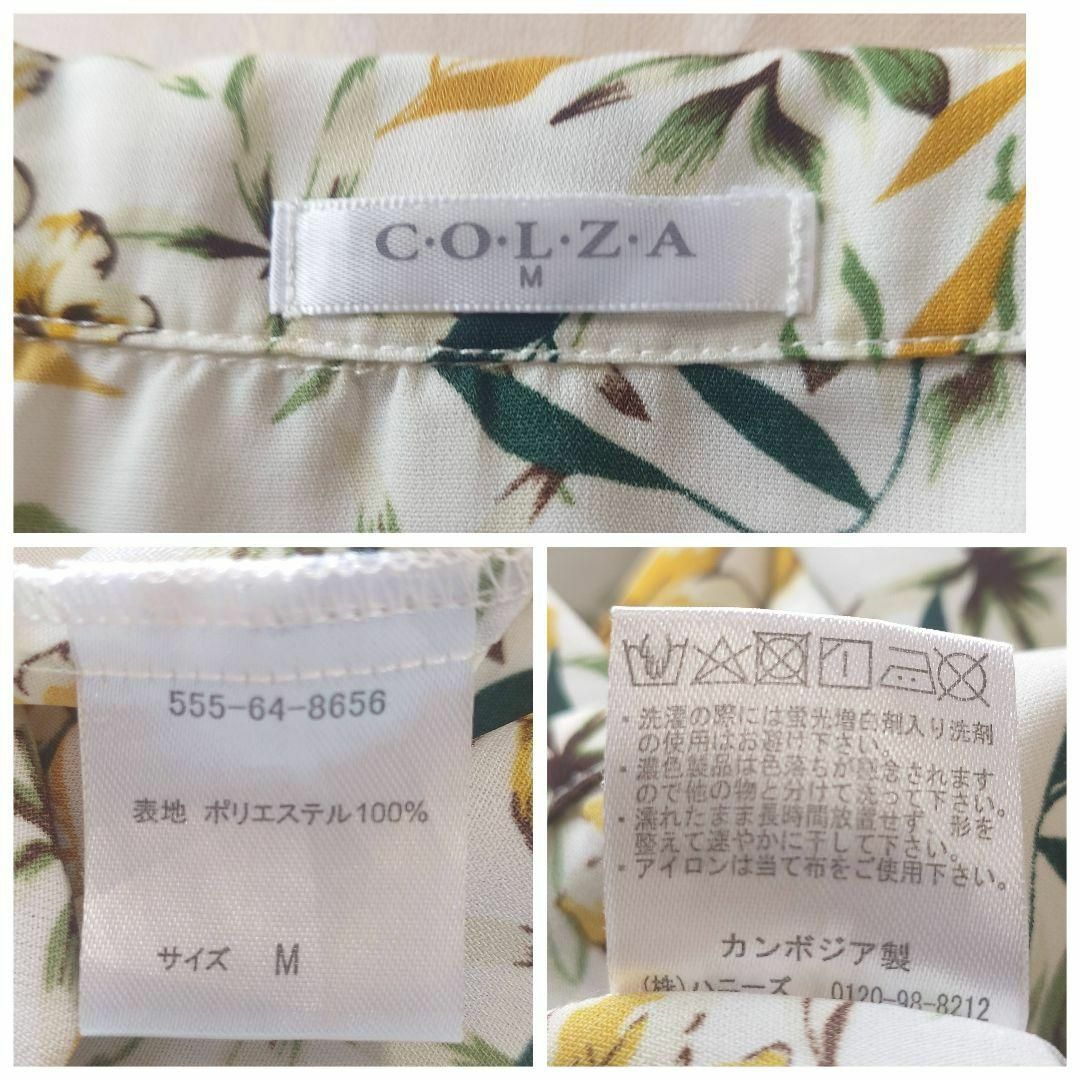 C·O·L·Z·A
M
555-64-8656
表地 ポリエステル100%
サイズ M
・洗濯の際には蛍光増白剤入り洗剤
の使用はお避け下さい。
・濃色製品は色落ちが懸念されます
ので他の物と分けて洗って下さい。
・濡れたまま長時間放置せず、形を
整えて速やかに干して下さい。
・アイロンは当て布をご使用下さい。
カンボジア製
(株)ハニーズ 0120-98-8212